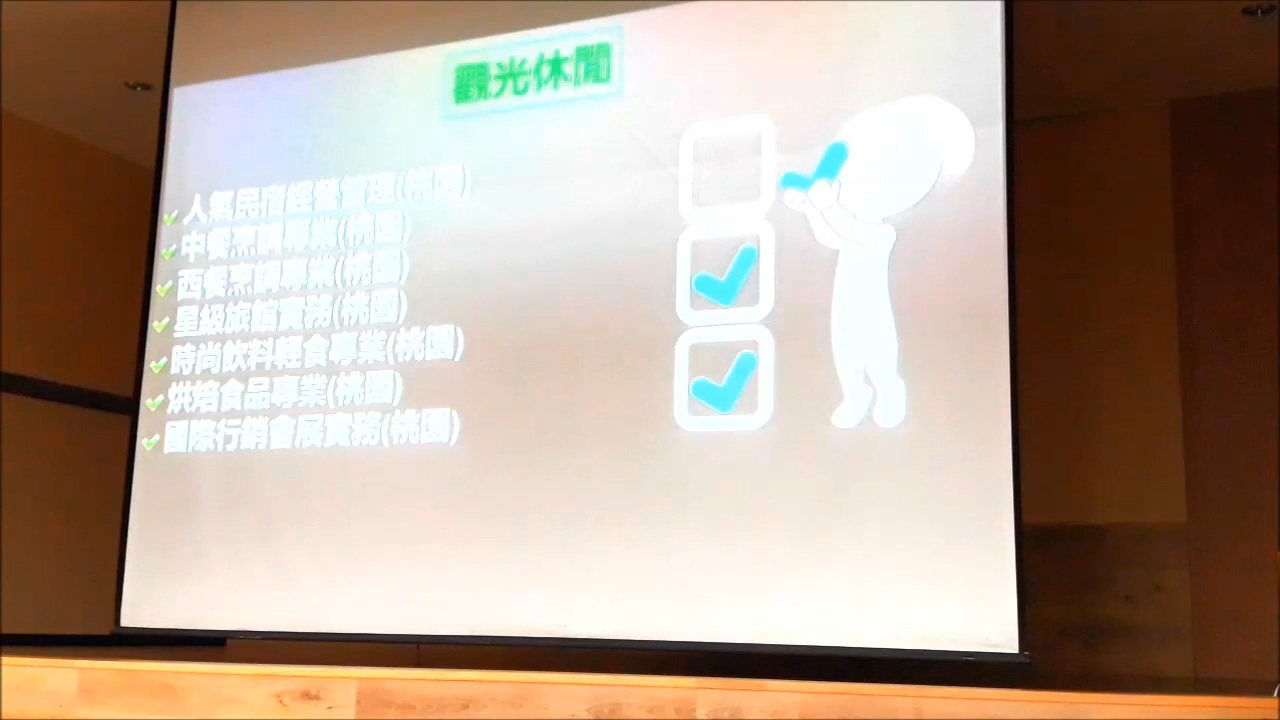 觀光休閒
人氣民宿經營管理(桃園)
中餐烹調專業(桃園)
西餐烹調專業(桃園)
星級旅館實務(桃園)
時尚飲料輕食專業(桃園)
烘焙食品專業(桃園)
國際行銷會展實務(桃園)